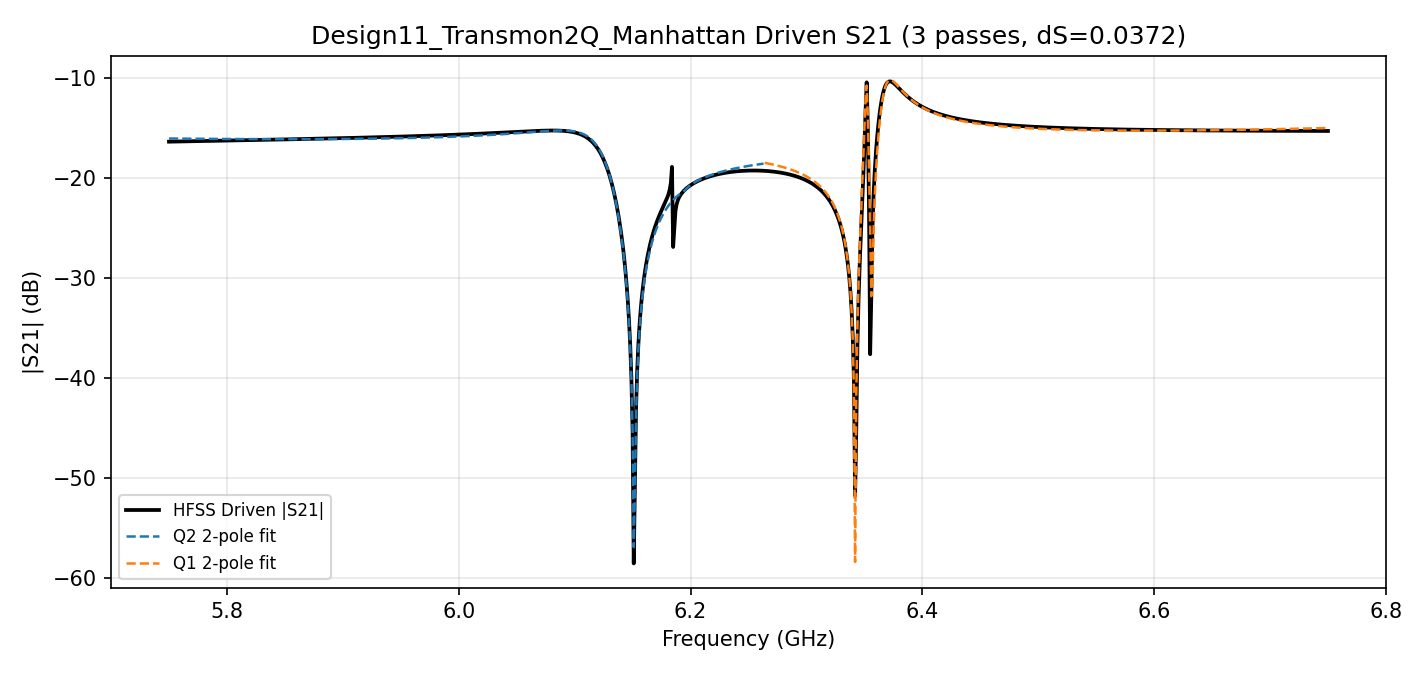 Design11_Transmon2Q_Manhattan Driven S21 (3 passes, dS=0.0372)
|S21| (dB)
−10
−20
−30
−40
−50
−60
HFSS Driven |S21|
Q2 2-pole fit
Q1 2-pole fit
5.8 6.0 6.2 6.4 6.6 6.8
Frequency (GHz)